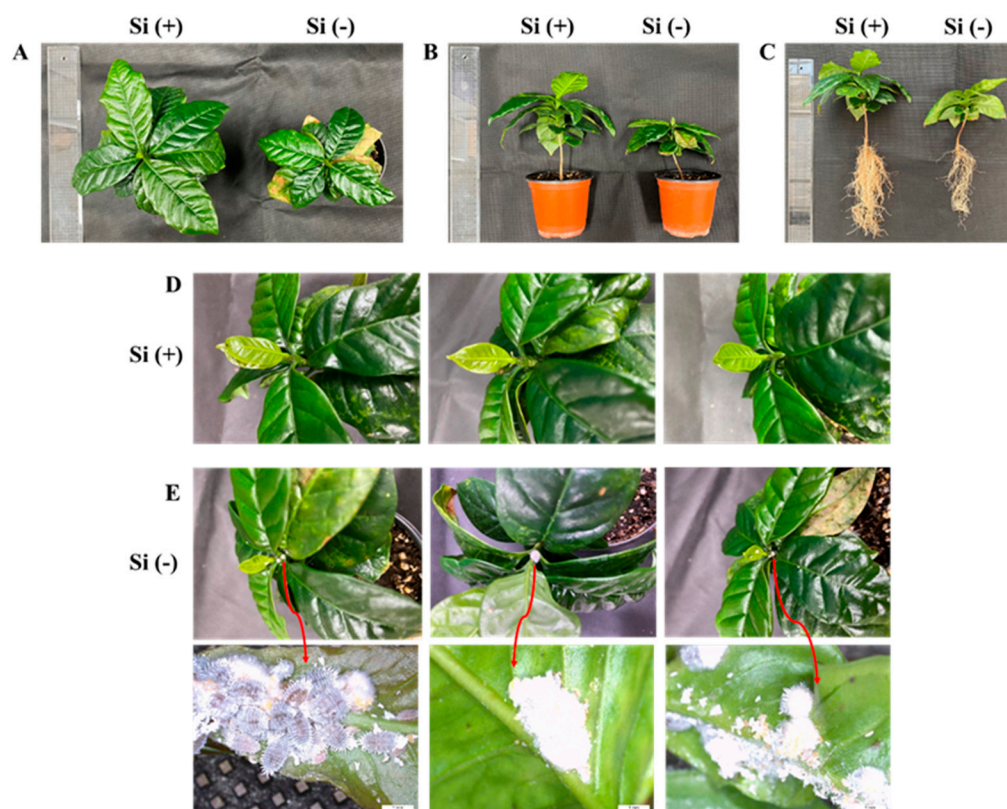 Si (+) Si (-) Si (+) Si (-) Si (+) Si (-)
A B C
D
Si (+)
E
Si (-)